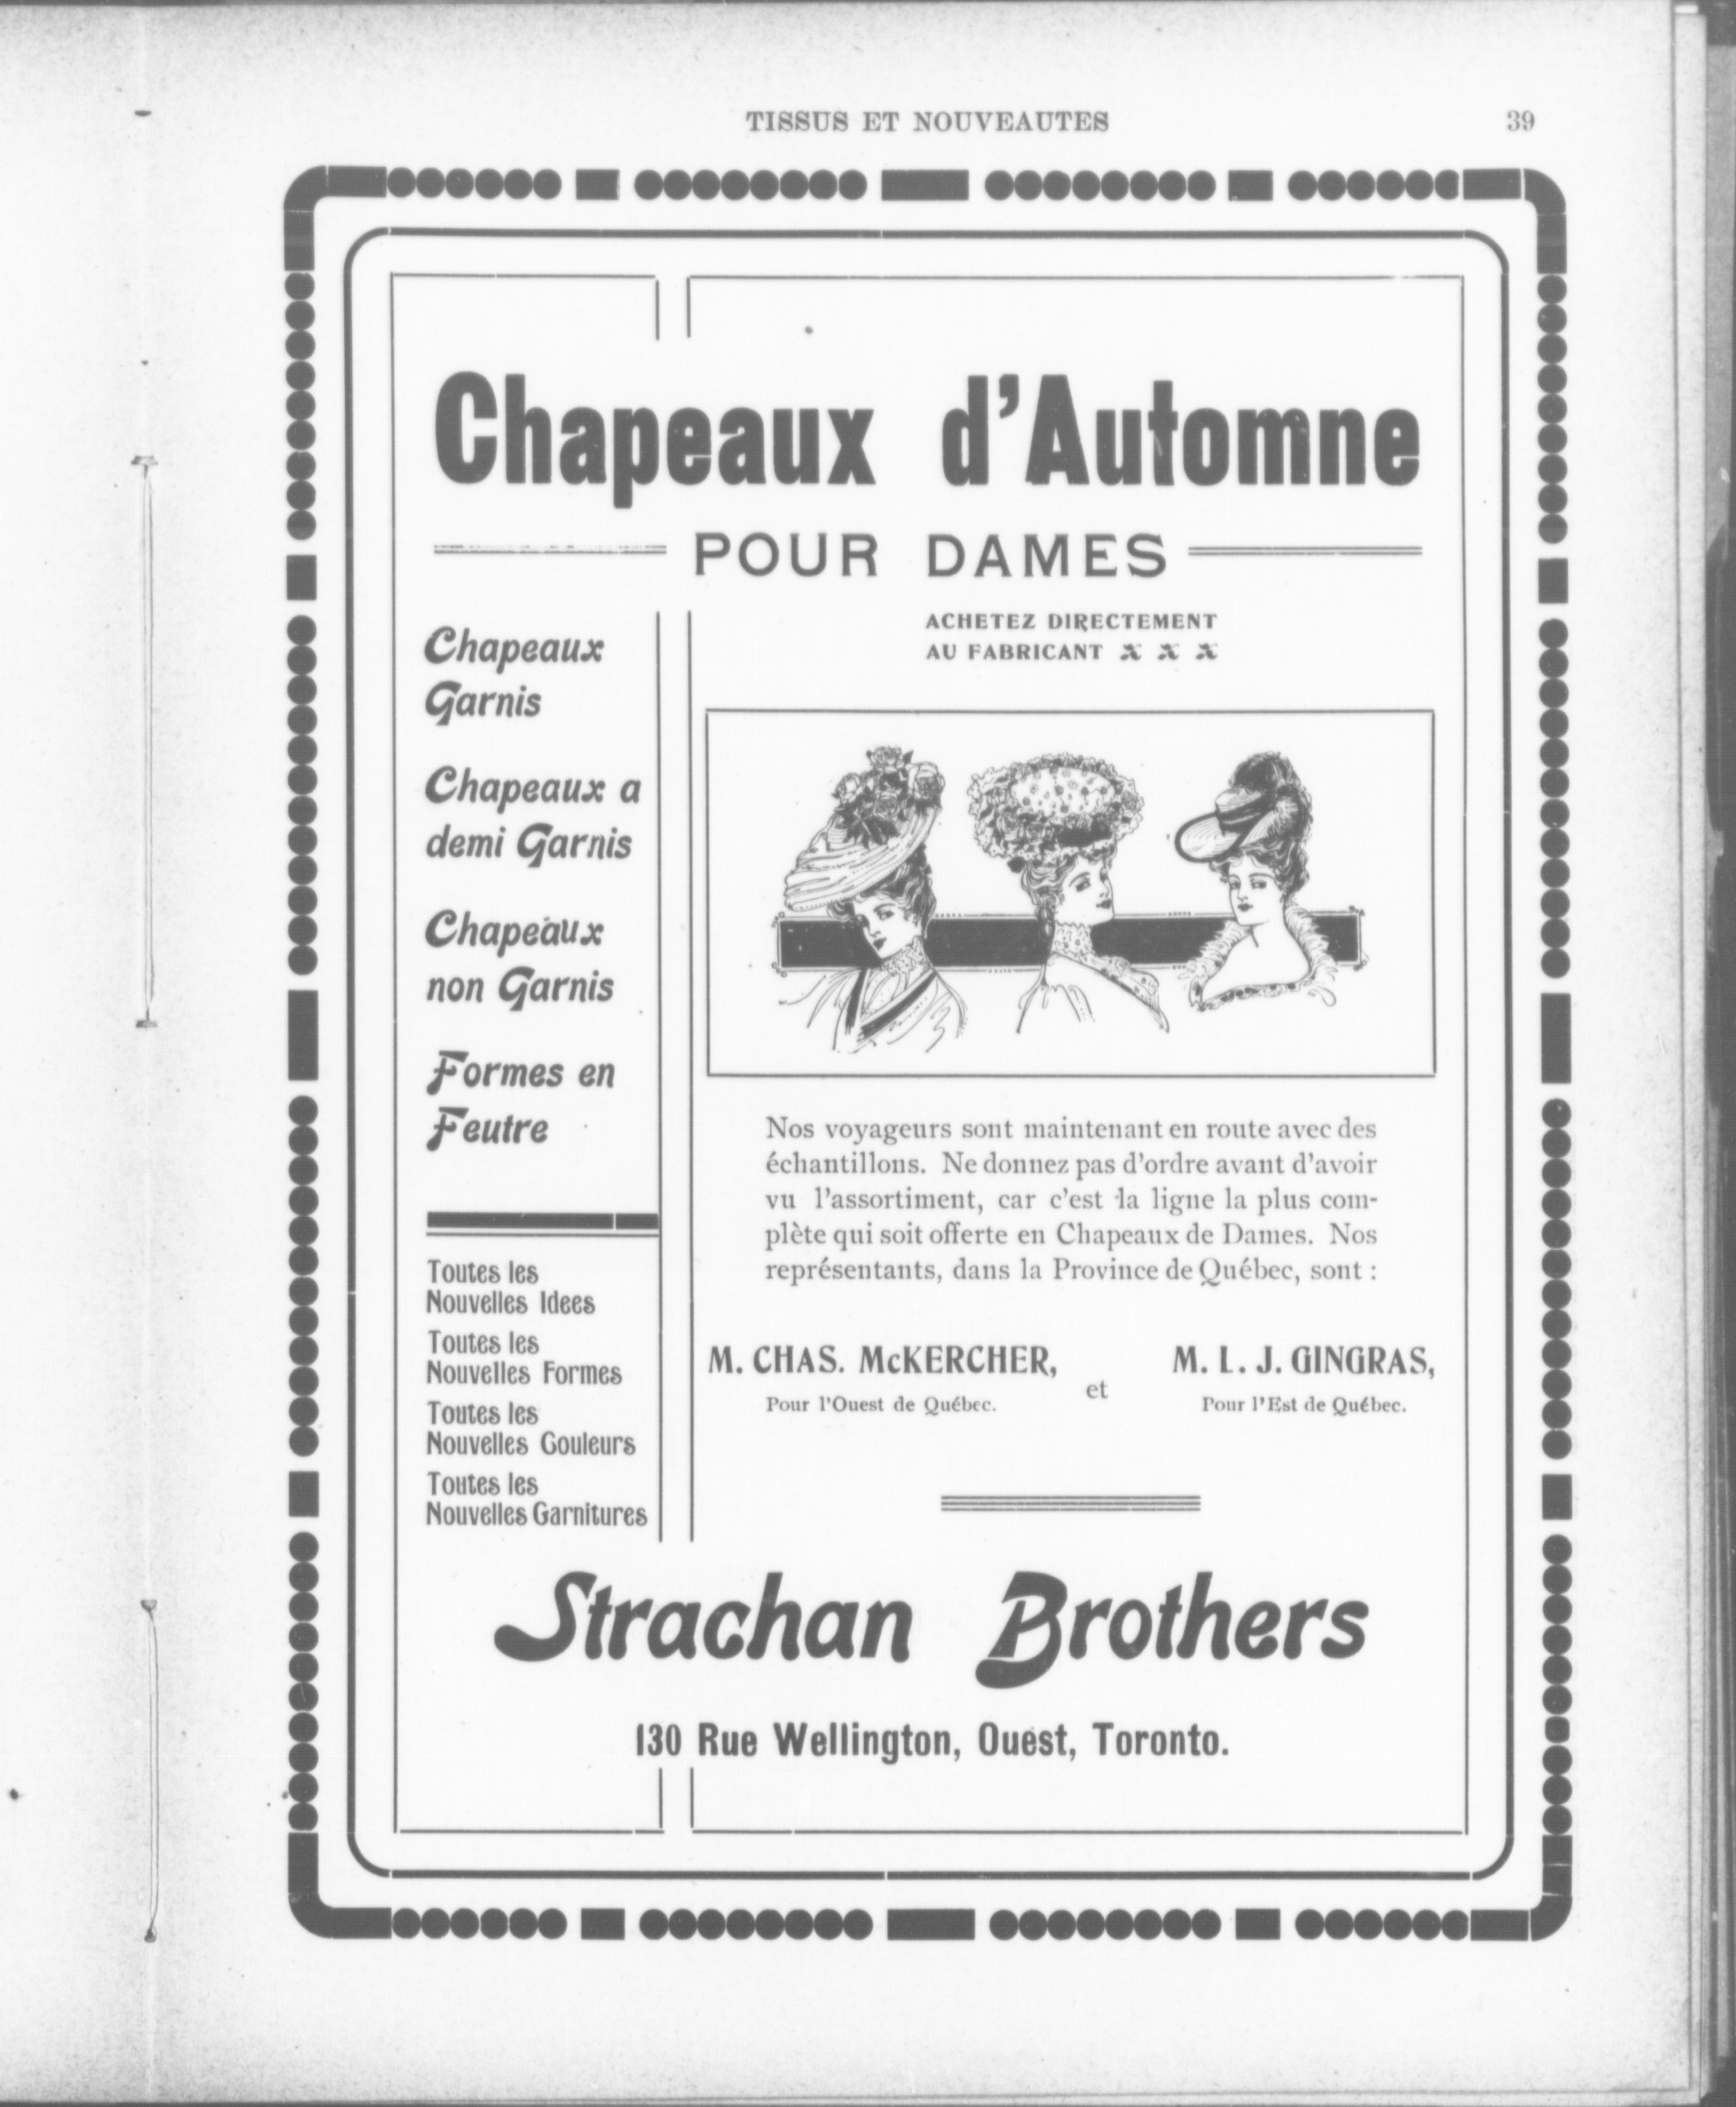 TISSUS ET NOUVEAUTES
39
Chapeaux d'Automne
POUR DAMES
Chapeaux
Garnis
Chapeaux a
demi Garnis
Chapeaux
non Garnis
Formes en
Feutre
Toutes les
Nouvelles Idees
Toutes les
Nouvelles Formes
Toutes les
Nouvelles Couleurs
Toutes les
Nouvelles Garnitures
ACHETEZ DIRECTEMENT
AU FABRICANT
Nos voyageurs sont maintenant en route avec des
échantillons. Ne donnez pas d'ordre avant d'avoir
vu l'assortiment, car c'est la ligne la plus com-
plète qui soit offerte en Chapeaux de Dames. Nos
représentants, dans la Province de Québec, sont :
M. CHAS. McKERCHER,
Pour l'Ouest de Québec.
et
M. L. J. GINGRAS,
Pour l'Est de Québec.
Strachan Brothers
130 Rue Wellington, Ouest, Toronto.